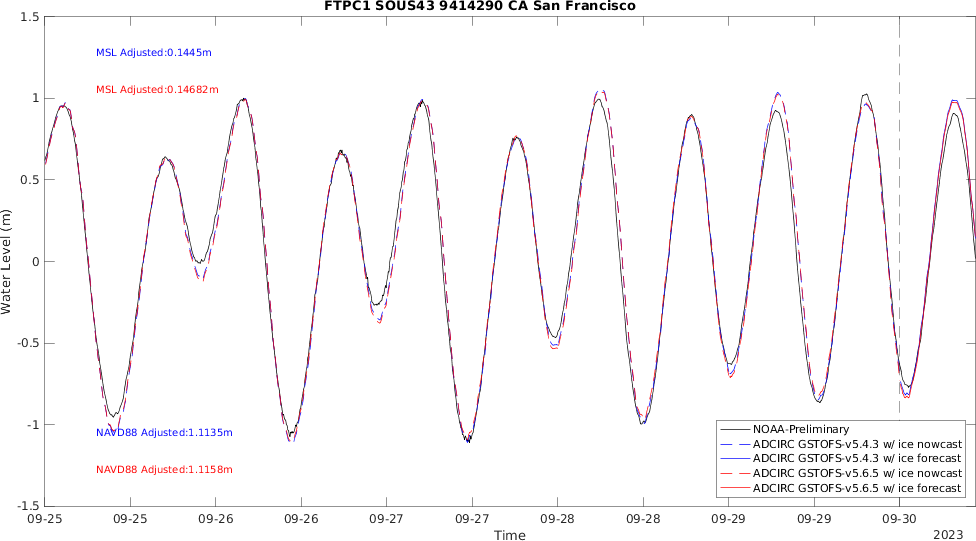 FTPC1 SOUS43 9414290 CA San Francisco
1.5
MSL Adjusted:0.1445m
1
MSL Adjusted:0.14682m
0.5
Water Level (m)
0
-0.5
-1
NAVD88 Adjusted:1.1135m
NAVD88 Adjusted:1.1158m
-1.5
NOAA-Preliminary
ADCIRC GSTOFS-v5.4.3 w/ ice nowcast
ADCIRC GSTOFS-v5.4.3 w/ ice forecast
ADCIRC GSTOFS-v5.6.5 w/ ice nowcast
ADCIRC GSTOFS-v5.6.5 w/ ice forecast
09-25 09-25 09-26 09-26 09-27 09-27 09-28 09-28 09-29 09-29 09-30
Time
2023